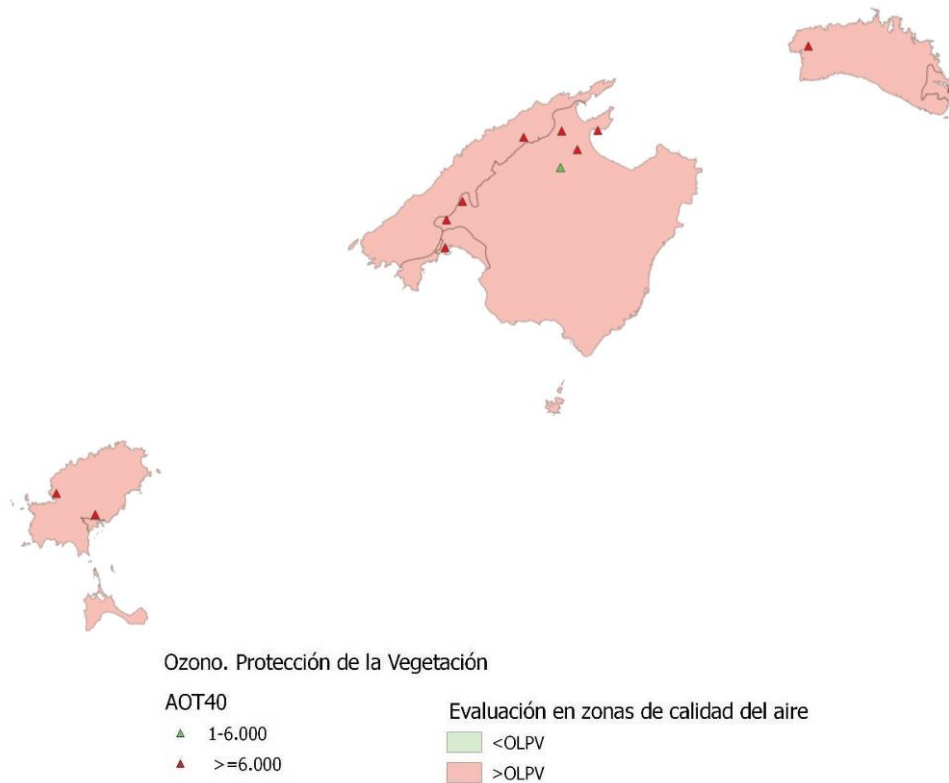 Ozono. Protección de la Vegetación
AOT40
1-6.000
>=6.000
Evaluación en zonas de calidad del aire
<OLPV
>OLPV